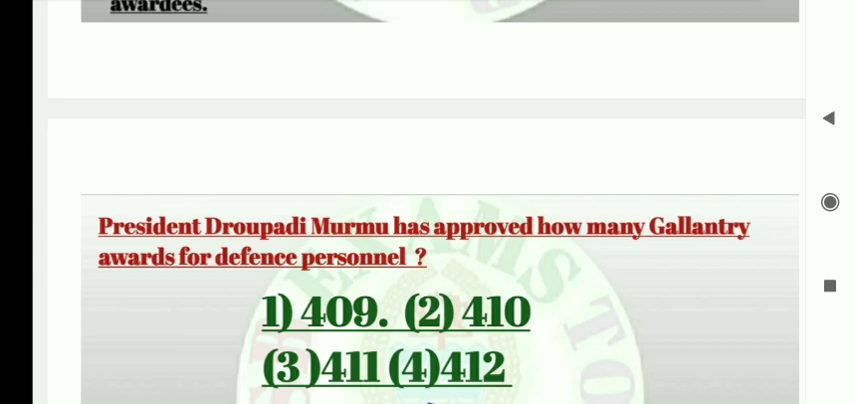 awardees.
President Droupadi Murmu has approved how many Gallantry
awards for defence personnel ?
1) 409. (2) 410
(3 )411 (4)412